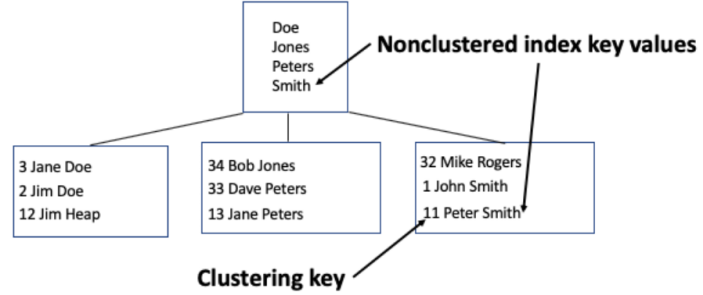 Doe
Jones
Peters
Smith
Nonclustered index key values
3 Jane Doe
2 Jim Doe
12 Jim Heap
34 Bob Jones
33 Dave Peters
13 Jane Peters
32 Mike Rogers
1 John Smith
11 Peter Smith
Clustering key